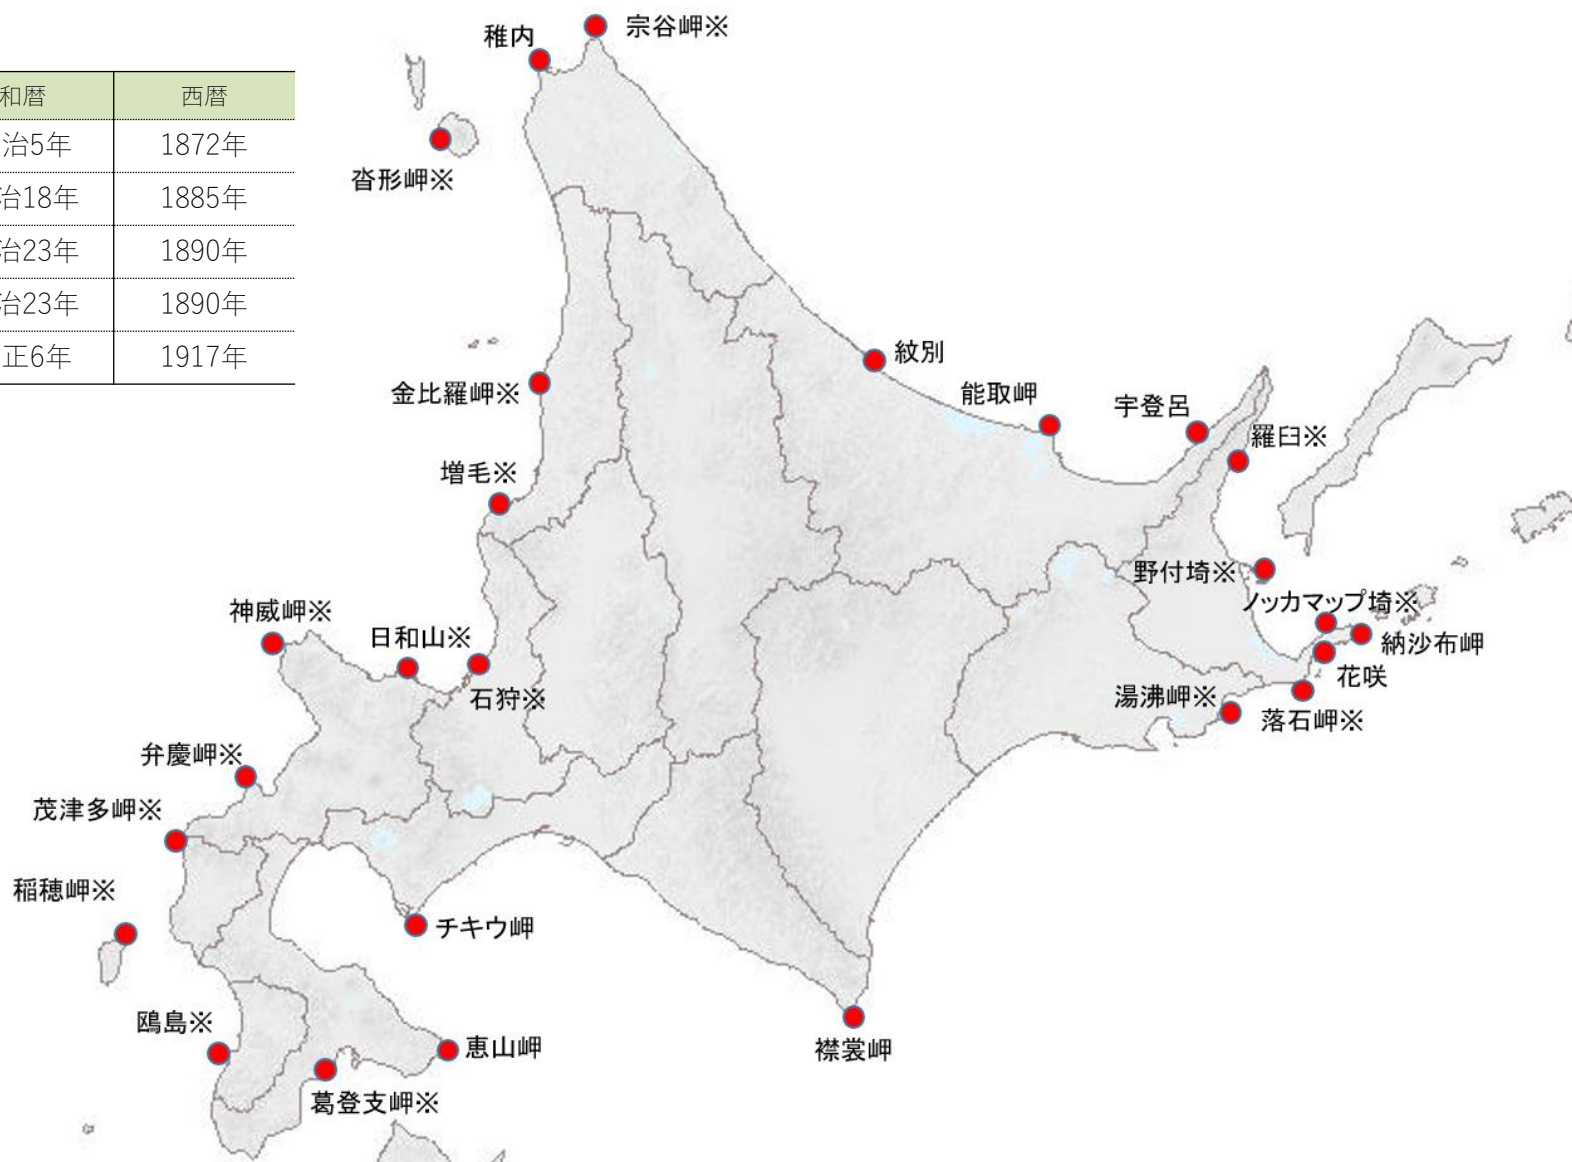 和暦 西暦
治5年 1872年
治18年 1885年
治23年 1890年
治23年 1890年
正6年 1917年
宗谷岬※
稚内
沓形岬※
紋別
金比羅岬※
能取岬
宇登呂
羅臼※
増毛※
野付埼※
ノッカマップ埼※
神威岬※
日和山※
納沙布岬
花咲
石狩※
湯沸岬※
落石岬※
弁慶岬※
茂津多岬※
稲穂岬※
チキウ岬
鴎島※
恵山岬
襟裳岬
葛登支岬※